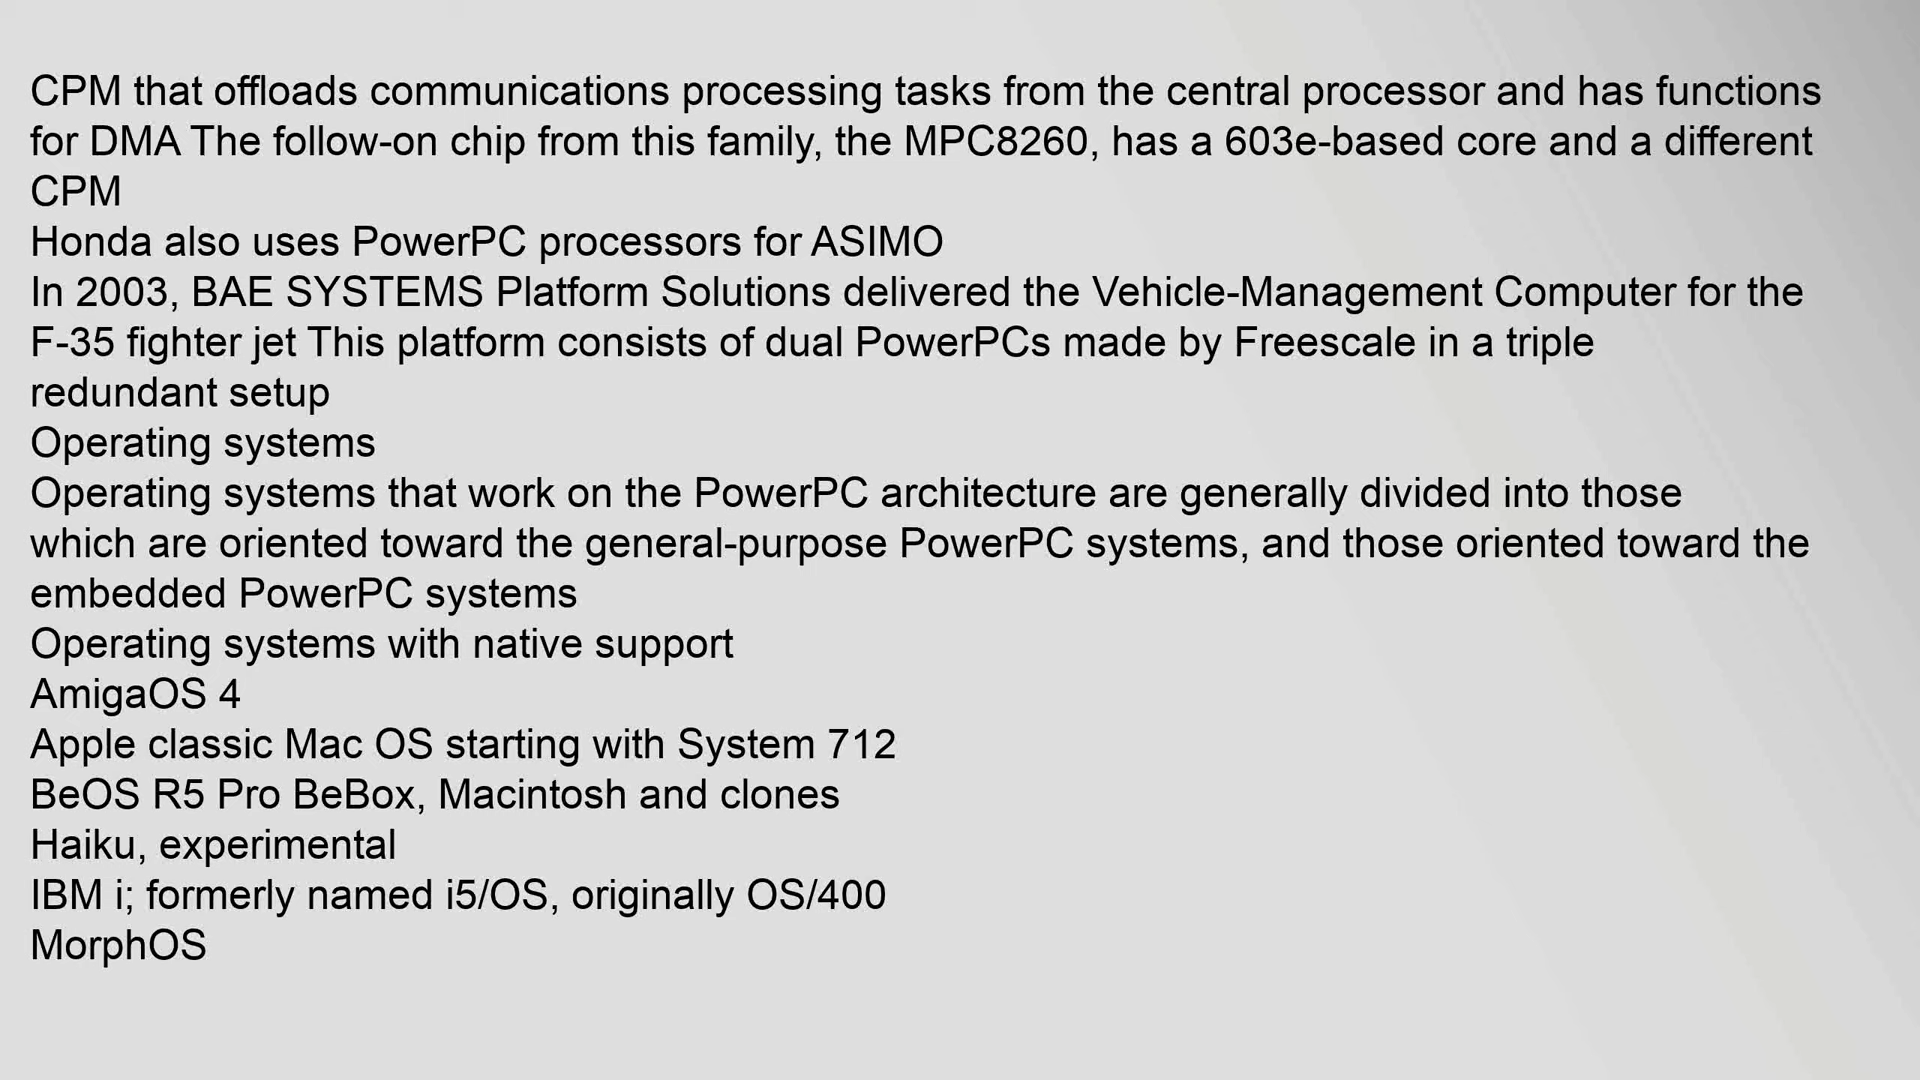 CPM that offloads communications processing tasks from the central processor and has functions
for DMA The follow-on chip from this family, the MPC8260, has a 603e-based core and a different
CPM
Honda also uses PowerPC processors for ASIMO
In 2003, BAE SYSTEMS Platform Solutions delivered the Vehicle-Management Computer for the
F-35 fighter jet This platform consists of dual PowerPCs made by Freescale in a triple
redundant setup
Operating systems
Operating systems that work on the PowerPC architecture are generally divided into those
which are oriented toward the general-purpose PowerPC systems, and those oriented toward the
embedded PowerPC systems
Operating systems with native support
AmigaOS 4
Apple classic Mac OS starting with System 712
BeOS R5 Pro BeBox, Macintosh and clones
Haiku, experimental
IBM i; formerly named i5/OS, originally OS/400
MorphOS